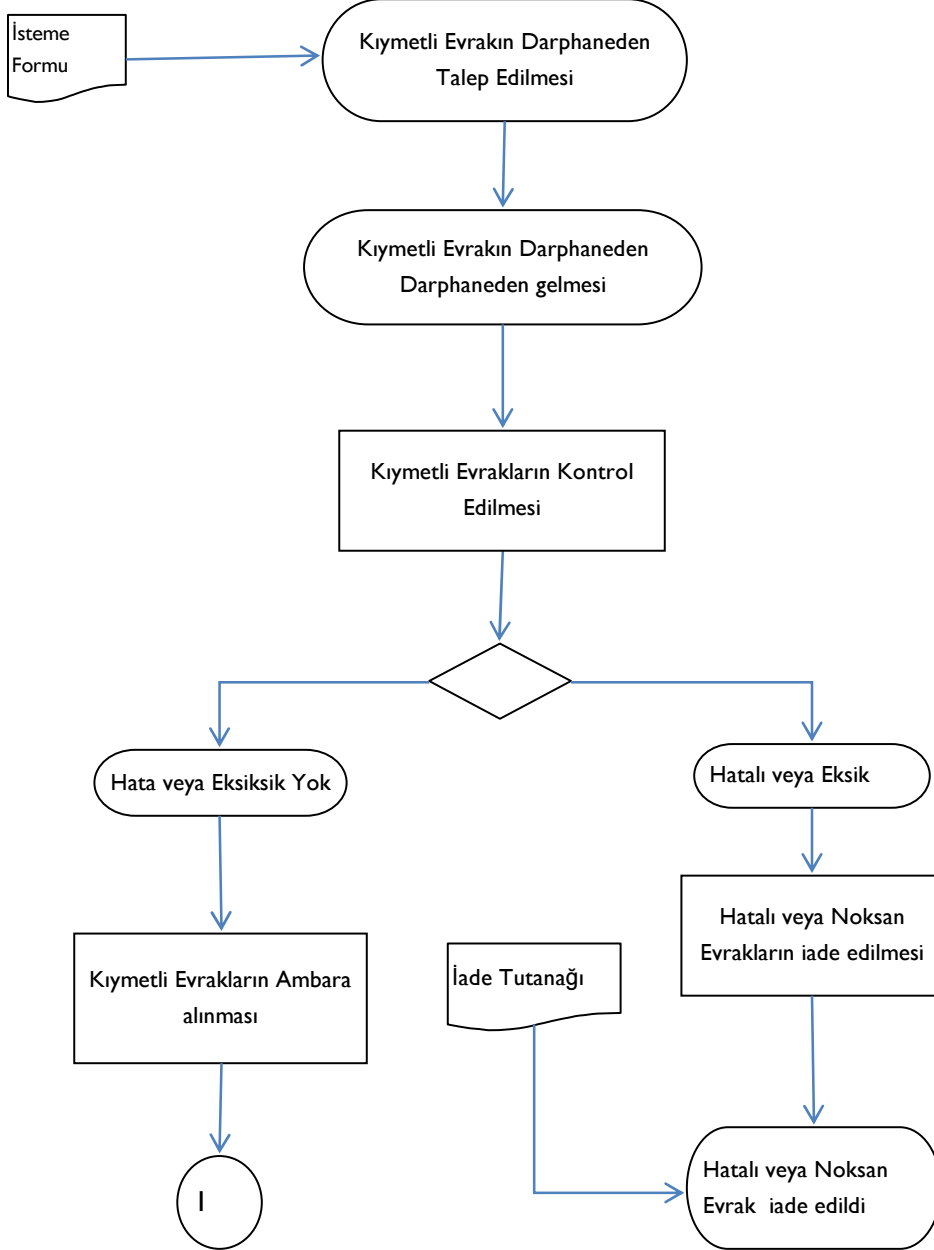 İsteme
Formu
Kıymetli Evrakın Darphaneden
Talep Edilmesi
Kıymetli Evrakın Darphaneden
Darphaneden gelmesi
Kıymetli Evrakların Kontrol
Edilmesi
Hata veya Eksiksik Yok
Hatalı veya Eksik
Kıymetli Evrakların Ambara
alınması
İade Tutanağı
Hatalı veya Noksan
Evrakların iade edilmesi
I
Hatalı veya Noksan
Evrak iade edildi